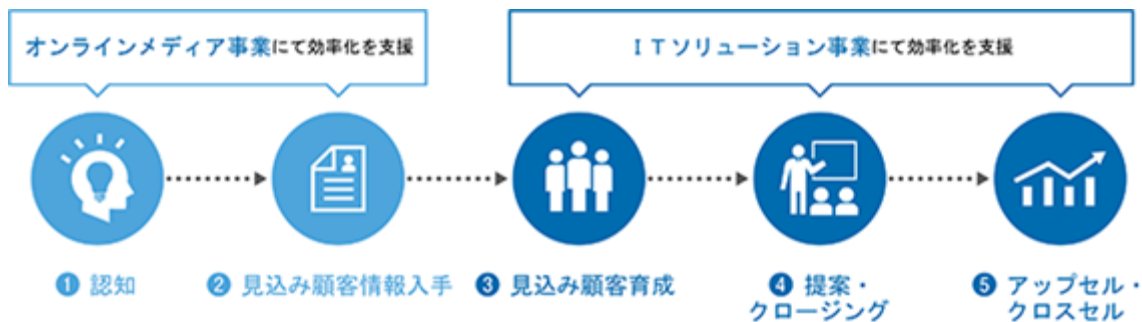 オンラインメディア事業にて効率化を支援
ITソリューション事業にて効率化を支援
❶ 認知
❷ 見込み顧客情報入手
❸ 見込み顧客育成
❹ 提案・
クロージング
❺ アップセル・
クロスセル